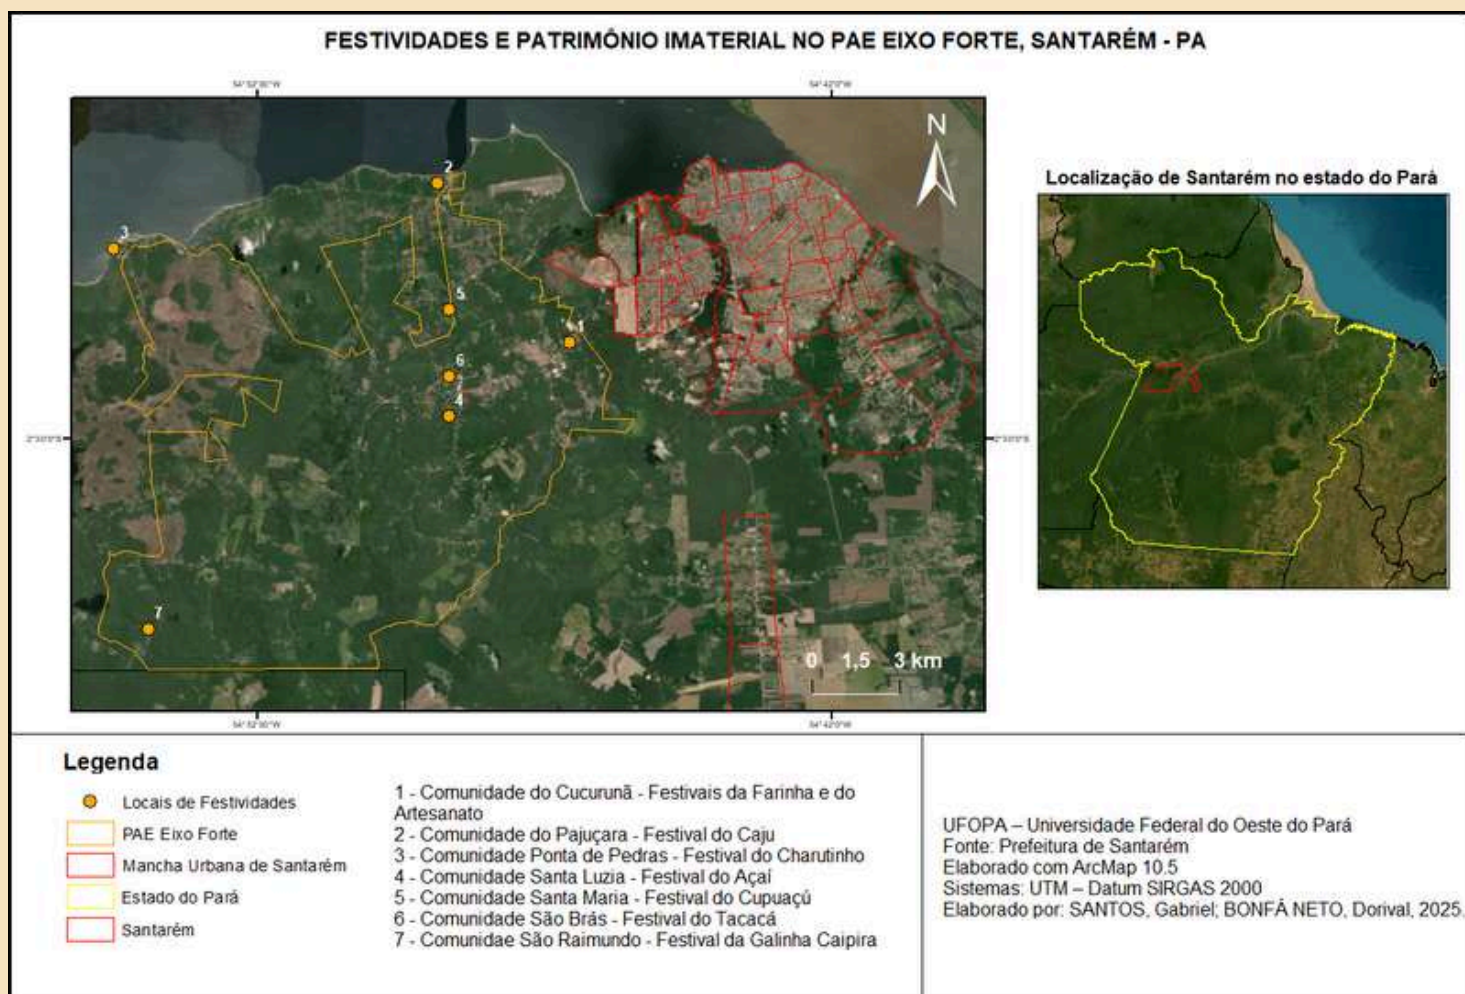 FESTIVIDADES E PATRIMÔNIO IMATERIAL NO PAE EIXO FORTE, SANTARÉM - PA
54°42'0"W
N
2
3
5
1
6
4
7
0 1,5 3 km
54°42'0"W
Localização de Santarém no estado do Pará
Legenda
Locais de Festividades
PAE Eixo Forte
Mancha Urbana de Santarém
Estado do Pará
Santarém
1 - Comunidade do Cucurunã - Festivais da Farinha e do
Artesanato
2 - Comunidade do Pajuçara - Festival do Caju
3 - Comunidade Ponta de Pedras - Festival do Charutinho
4 - Comunidade Santa Luzia - Festival do Açaí
5 - Comunidade Santa Maria - Festival do Cupuaçú
6 - Comunidade São Brás - Festival do Tacacá
7 - Comunidae São Raimundo - Festival da Galinha Caipira
UFOPA – Universidade Federal do Oeste do Pará
Fonte: Prefeitura de Santarém
Elaborado com ArcMap 10.5
Sistemas: UTM – Datum SIRGAS 2000
Elaborado por: SANTOS, Gabriel; BONFÁ NETO, Dorival, 2025.